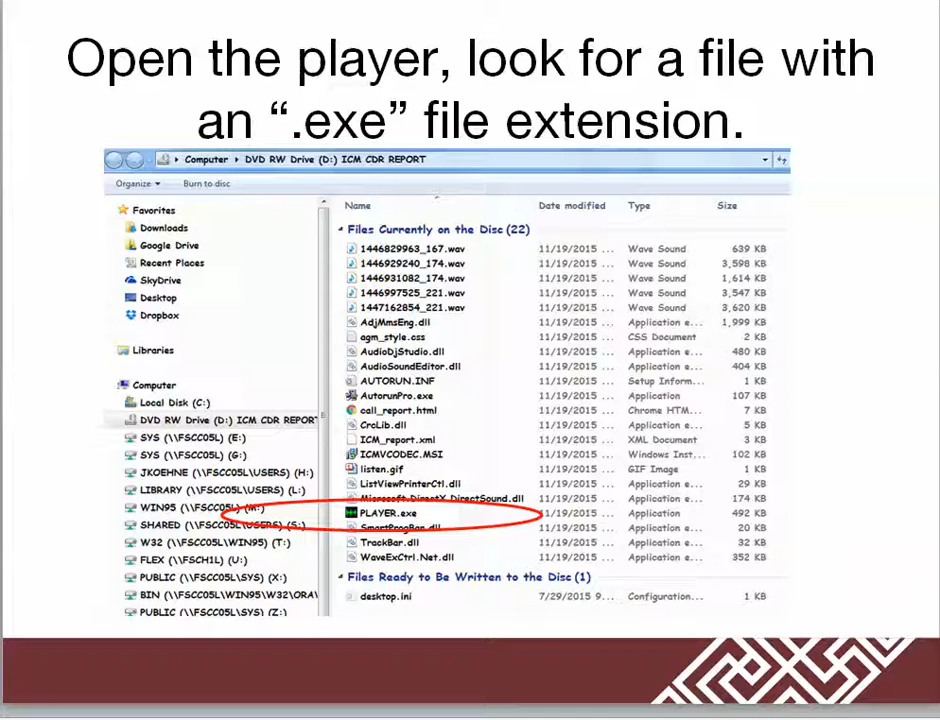 Open the player, look for a file with
an “.exe” file extension.
Computer ▸ DVD RW Drive (D:) ICM CDR REPORT
Organize ▾ Burn to disc
Name Date modified Type Size
Favorites
Downloads
Google Drive
Recent Places
SkyDrive
Desktop
Dropbox
Libraries
Computer
Local Disk (C:)
DVD RW Drive (D:) ICM CDR REPORT
SYS (\\FSCC05L) (E:)
SYS (\\FSCC05L) (G:)
JKOEHNE (\\FSCC05L\USERS) (H:)
LIBRARY (\\FSCC05L\USERS) (L:)
WIN95 (\\FSCC05L) (M:)
SHARED (\\FSCC05L\USERS) (S:)
W32 (\\FSCC05L\WIN95) (T:)
FLEX (\\FSCH1L) (U:)
PUBLIC (\\FSCC05L\SYS) (X:)
BIN (\\FSCC05L\WIN95\W32\ORA\
PUBLIC (\\FSCC05L\SYS) (Z:)
Files Currently on the Disc (22)
1446829963_167.wav 11/19/2015 ... Wave Sound 639 KB
1446929240_174.wav 11/19/2015 ... Wave Sound 3,598 KB
1446931082_174.wav 11/19/2015 ... Wave Sound 1,614 KB
1446997525_221.wav 11/19/2015 ... Wave Sound 3,547 KB
1447162854_221.wav 11/19/2015 ... Wave Sound 3,620 KB
AdjMmsEng.dll 11/19/2015 ... Application e... 1,999 KB
agm_style.css 11/19/2015 ... CSS Document 2 KB
AudioDjStudio.dll 11/19/2015 ... Application e... 480 KB
AudioSoundEditor.dll 11/19/2015 ... Application e... 404 KB
AUTORUN.INF 11/19/2015 ... Setup Inform... 1 KB
AutorunPro.exe 11/19/2015 ... Application 107 KB
call_report.html 11/19/2015 ... Chrome HTM... 7 KB
CrcLib.dll 11/19/2015 ... Application e... 5 KB
ICM_report.xml 11/19/2015 ... XML Document 3 KB
ICMVCODEC.MSI 11/19/2015 ... Windows Inst... 102 KB
listen.gif 11/19/2015 ... GIF Image 1 KB
ListViewPrinterCtl.dll 11/19/2015 ... Application e... 29 KB
Microsoft.DirectX.DirectSound.dll 11/19/2015 ... Application e... 174 KB
PLAYER.exe 11/19/2015 ... Application 492 KB
SmartProgBar.dll 11/19/2015 ... Application e... 20 KB
TrackBar.dll 11/19/2015 ... Application e... 32 KB
WaveExCtrl.Net.dll 11/19/2015 ... Application e... 352 KB
Files Ready to Be Written to the Disc (1)
desktop.ini 7/29/2015 9... Configuration... 1 KB